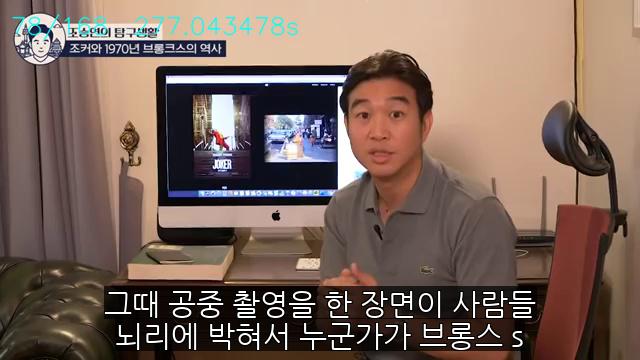 78/168 277.043478s
조승연의 탐구생활
조커와 1970년 브롱크스의 역사
JOKER
그때 공중 촬영을 한 장면이 사람들
뇌리에 박혀서 누군가가 브롱스 s